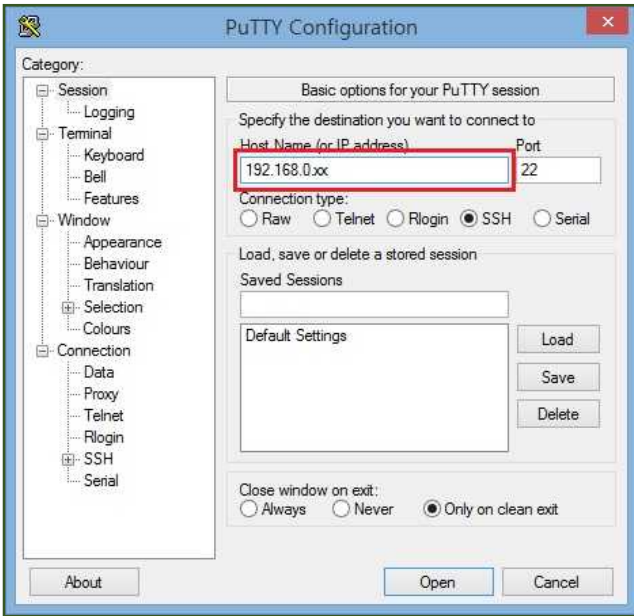 PuTTY Configuration
Category:
Session
Logging
Terminal
Keyboard
Bell
Features
Window
Appearance
Behaviour
Translation
Selection
Colours
Connection
Data
Proxy
Telnet
Rlogin
SSH
Serial
Basic options for your PuTTY session
Specify the destination you want to connect to
Host Name (or IP address) Port
192.168.0.xx 22
Connection type:
Raw Telnet Rlogin SSH Serial
Load, save or delete a stored session
Saved Sessions
Default Settings
Load
Save
Delete
Close window on exit:
Always Never Only on clean exit
About Open Cancel